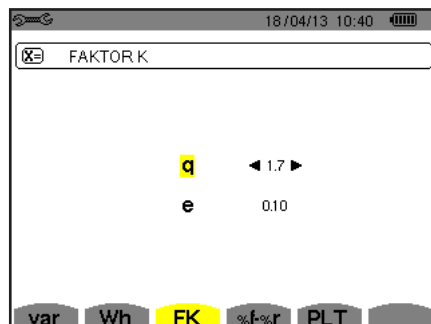 18/04/13 10:40
FAKTOR K
q ◄ 1.7 ►
e 0.10
var Wh FK %f-%r PLT